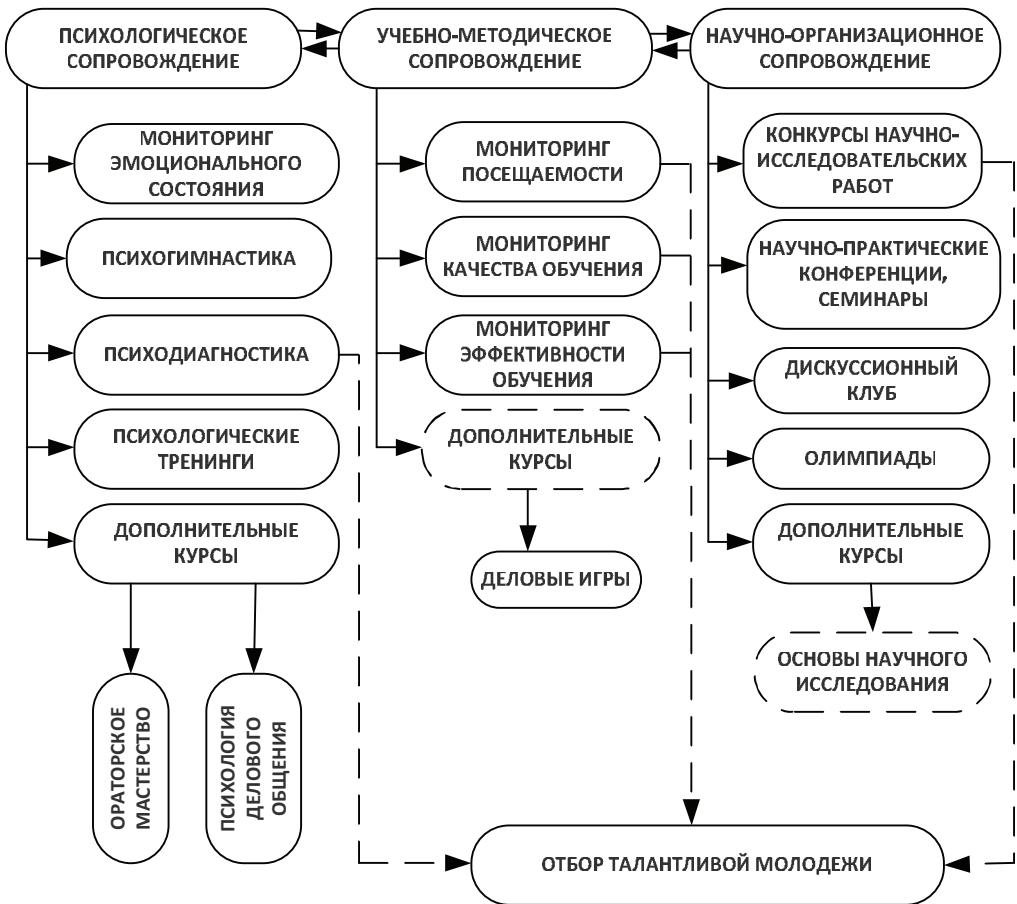 ПСИХОЛОГИЧЕСКОЕ
СОПРОВОЖДЕНИЕ
УЧЕБНО-МЕТОДИЧЕСКОЕ
СОПРОВОЖДЕНИЕ
НАУЧНО-ОРГАНИЗАЦИОННОЕ
СОПРОВОЖДЕНИЕ
МОНИТОРИНГ
ЭМОЦИОНАЛЬНОГО
СОСТОЯНИЯ
ПСИХОГИМНАСТИКА
ПСИХОДИАГНОСТИКА
ПСИХОЛОГИЧЕСКИЕ
ТРЕНИНГИ
ДОПОЛНИТЕЛЬНЫЕ
КУРСЫ
ОРАТОРСКОЕ
МАСТЕРСТВО
ПСИХОЛОГИЯ
ДЕЛОВОГО
ОБЩЕНИЯ
МОНИТОРИНГ
ПОСЕЩАЕМОСТИ
МОНИТОРИНГ
КАЧЕСТВА ОБУЧЕНИЯ
МОНИТОРИНГ
ЭФФЕКТИВНОСТИ
ОБУЧЕНИЯ
ДОПОЛНИТЕЛЬНЫЕ
КУРСЫ
ДЕЛОВЫЕ ИГРЫ
КОНКУРСЫ НАУЧНО-
ИССЛЕДОВАТЕЛЬСКИХ
РАБОТ
НАУЧНО-ПРАКТИЧЕСКИЕ
КОНФЕРЕНЦИИ,
СЕМИНАРЫ
ДИСКУССИОННЫЙ
КЛУБ
ОЛИМПИАДЫ
ДОПОЛНИТЕЛЬНЫЕ
КУРСЫ
ОСНОВЫ НАУЧНОГО
ИССЛЕДОВАНИЯ
ОТБОР ТАЛАНТЛИВОЙ МОЛОДЕЖИ